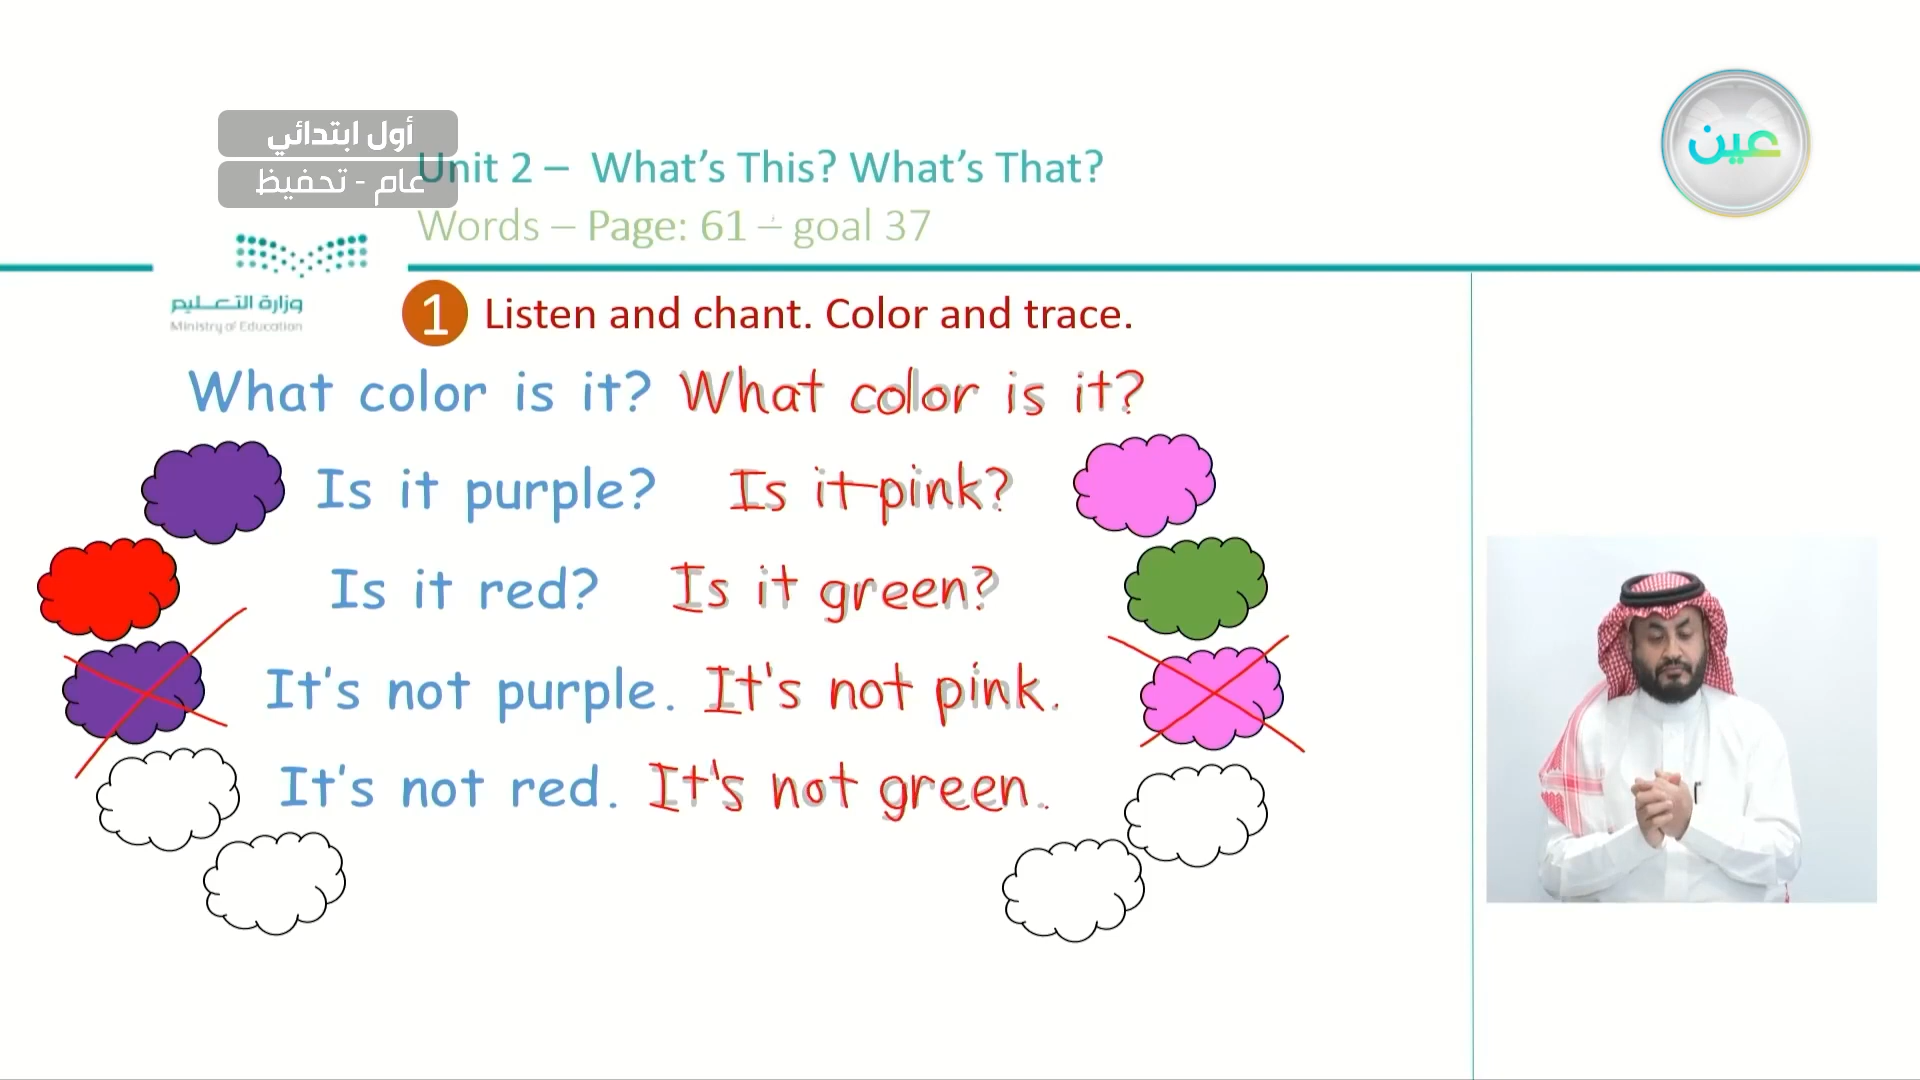 أول ابتدائي
عام - تحفيظ
عين
Unit 2 – What's This? What's That?
Words – Page: 61 – goal 37
وزارة التعليم
Ministry of Education
1 Listen and chant. Color and trace.
What color is it? What color is it?
Is it purple? Is it pink?
Is it red? Is it green?
It's not purple. It's not pink.
It's not red. It's not green.